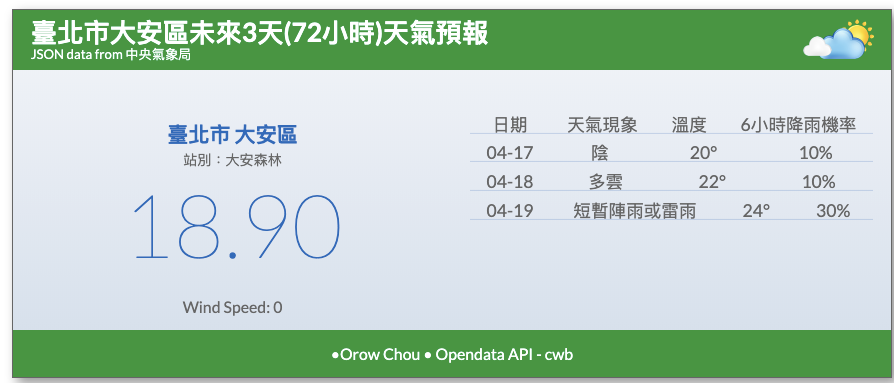 臺北市大安區未來3天(72小時)天氣預報
JSON data from 中央氣象局
臺北市 大安區
站別：大安森林
18.90
Wind Speed: 0
日期 天氣現象 溫度 6小時降雨機率
04-17 陰 20° 10%
04-18 多雲 22° 10%
04-19 短暫陣雨或雷雨 24° 30%
•Orow Chou • Opendata API - cwb